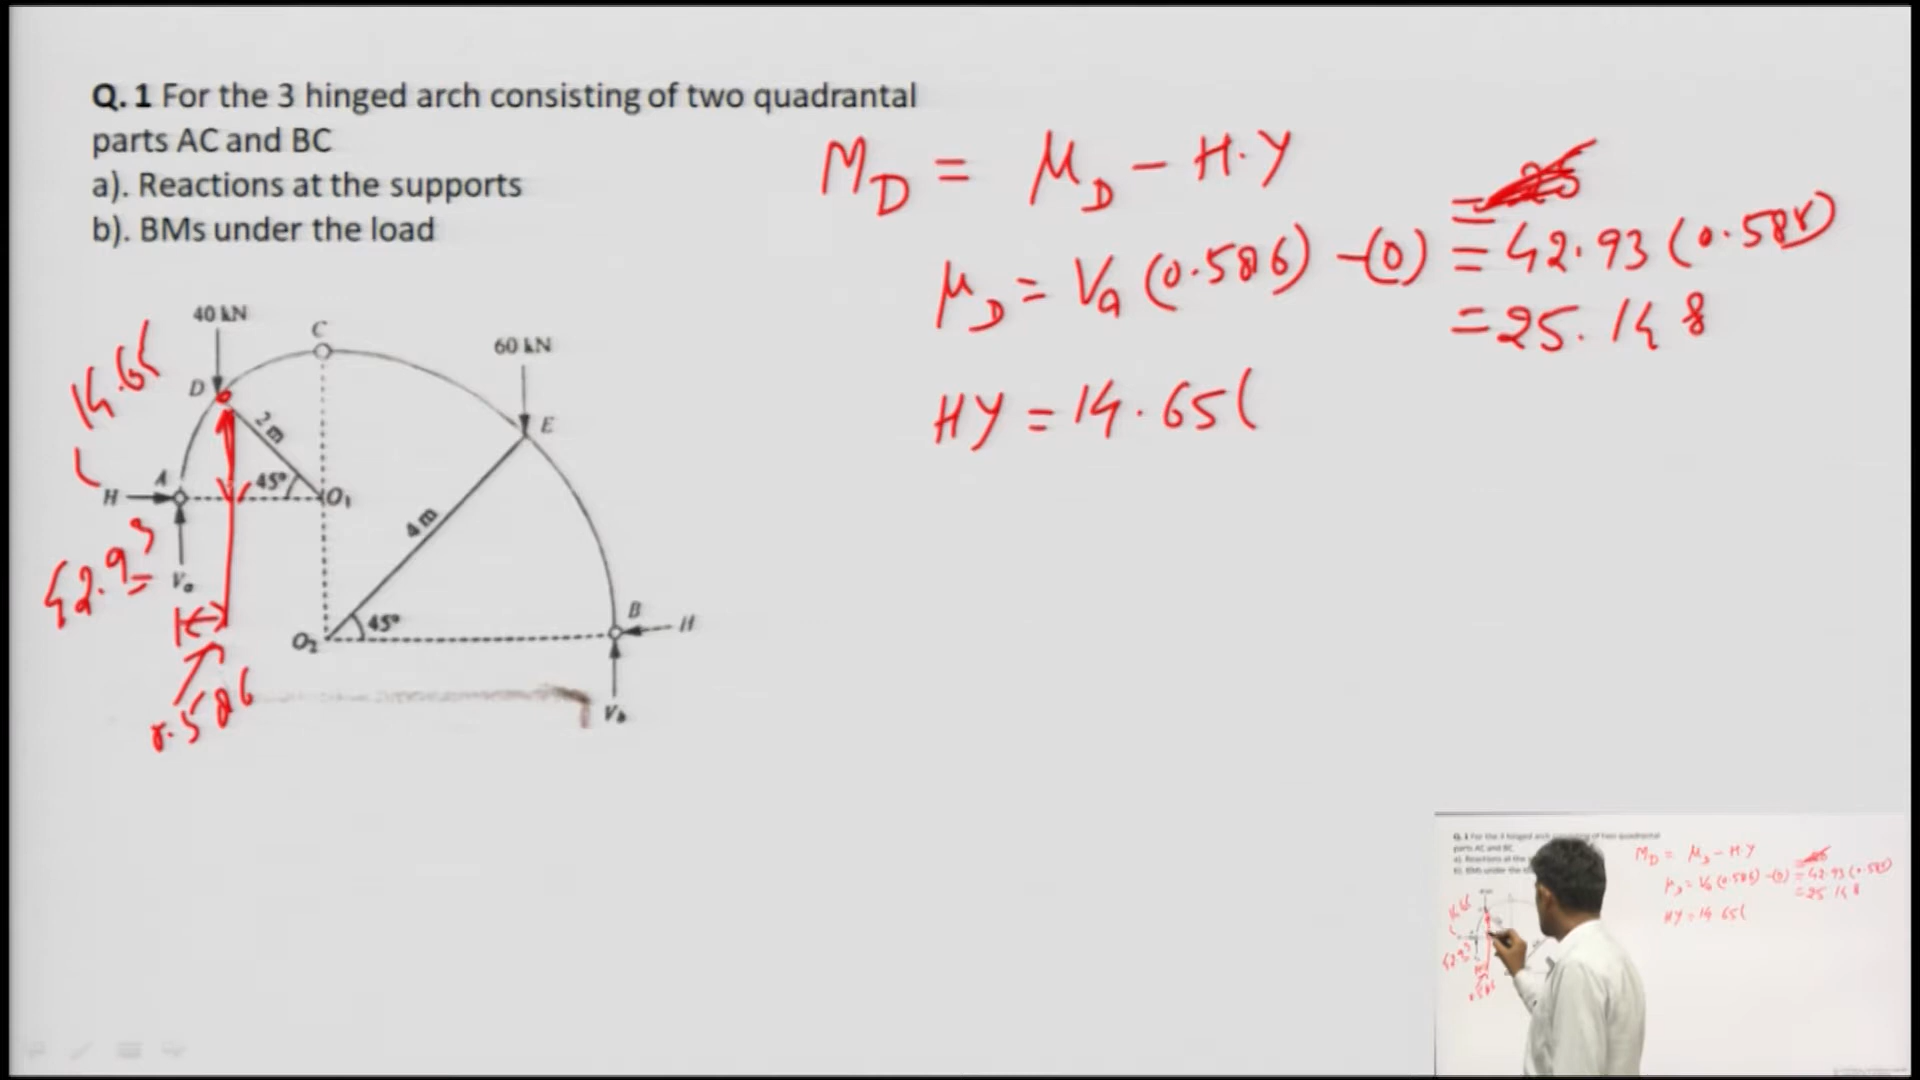 Q. 1 For the 3 hinged arch consisting of two quadrantal
parts AC and BC
a). Reactions at the supports
b). BMs under the load
M_D = μ_D - H.Y
μ_D = Va (0.586) -(0) = 42.93 (0.586)
= 25.148
HY = 14.65(
40 kN
C
60 kN
14.65
D
2 m
E
A
45°
O₁
H
4 m
42.93
Va
B
H
O₂
45°
0.586
Vb